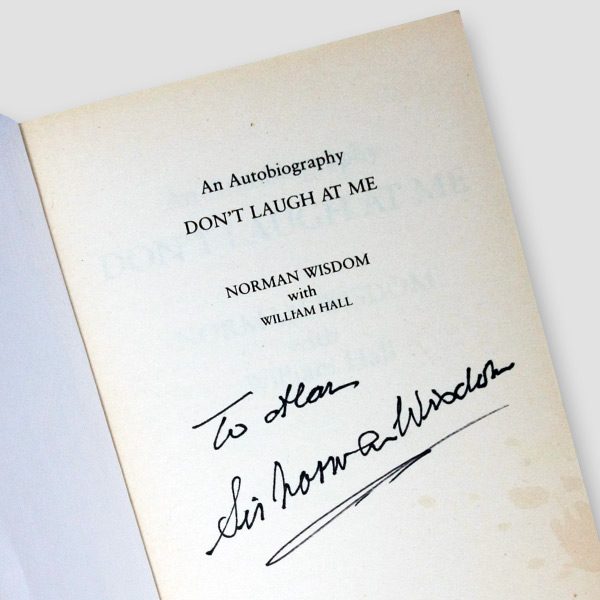 An Autobiography
DON'T LAUGH AT ME
NORMAN WISDOM
with
WILLIAM HALL
To Alan
Sir Norman Wisdom